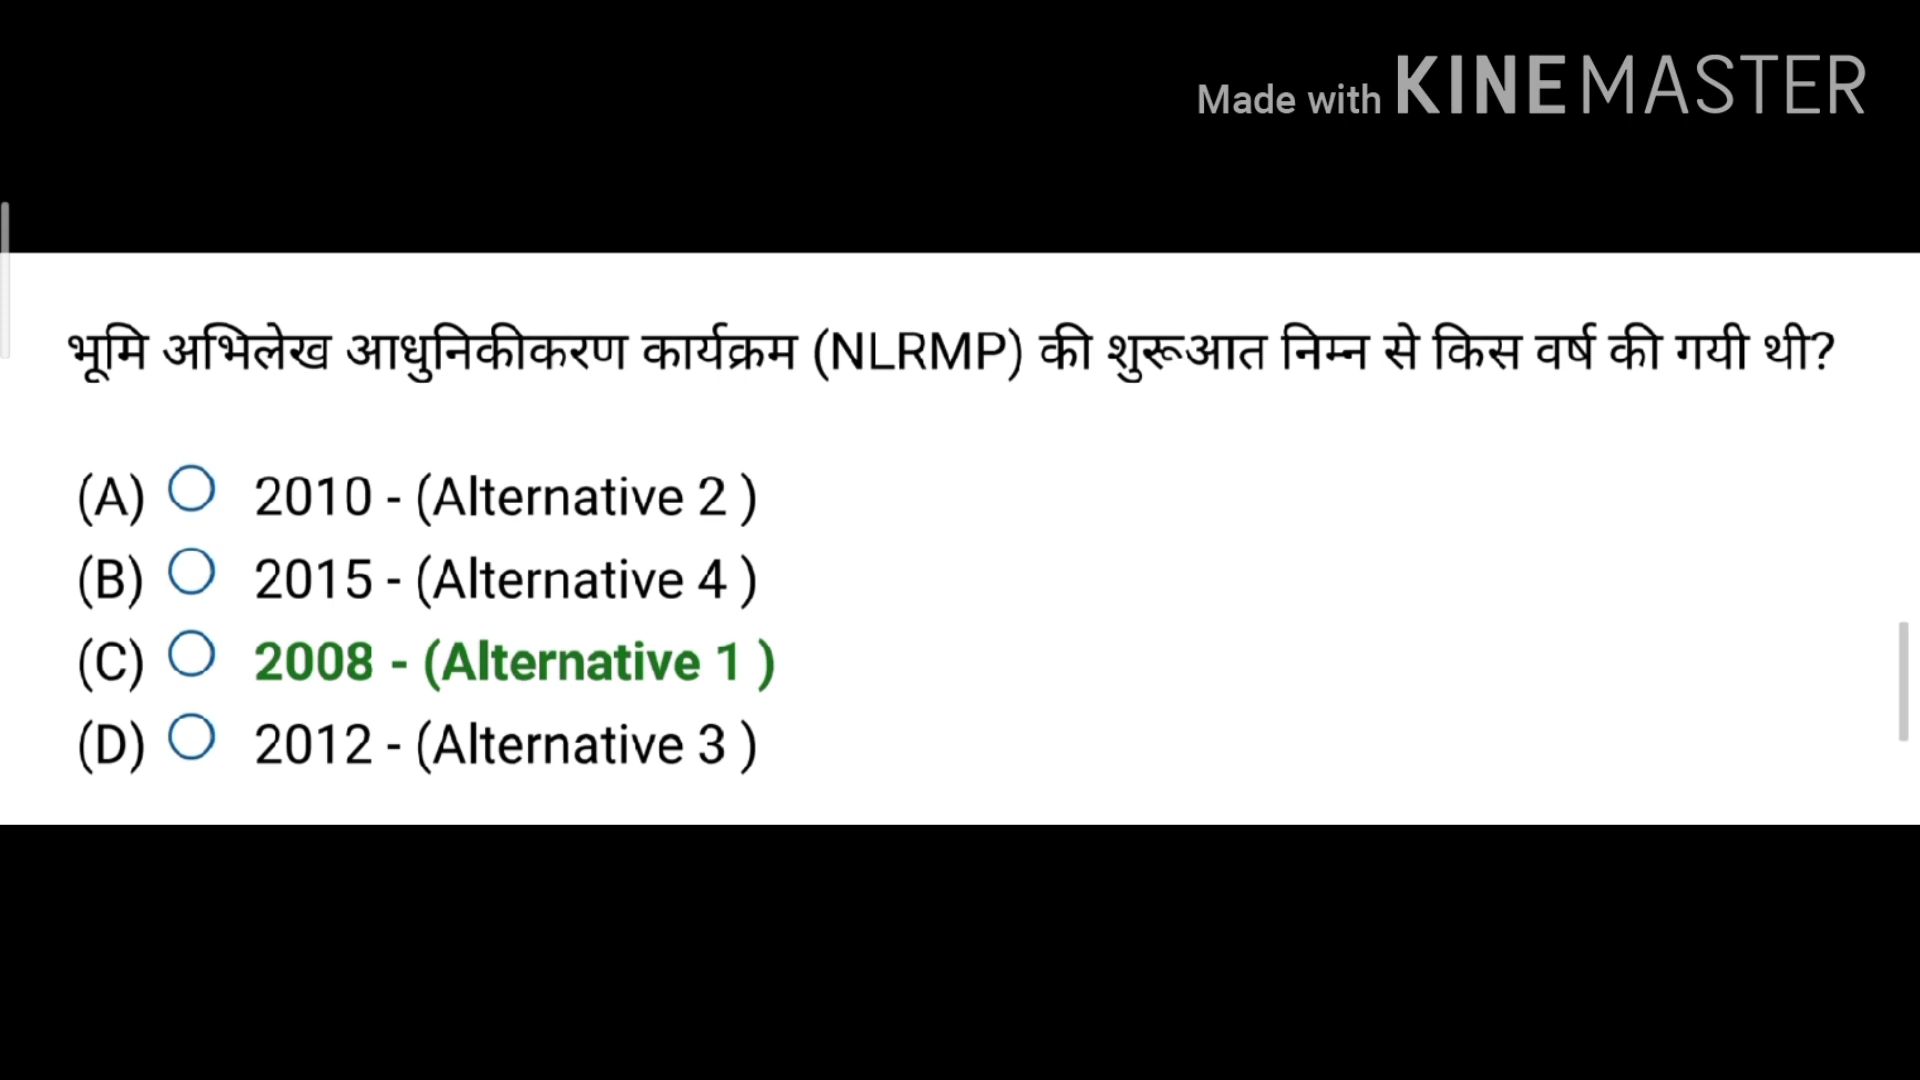 Made with KINEMASTER
भूमि अभिलेख आधुनिकीकरण कार्यक्रम (NLRMP) की शुरूआत निम्न से किस वर्ष की गयी थी?
(A) 2010 - (Alternative 2 )
(B) 2015 - (Alternative 4 )
(C) 2008 - (Alternative 1 )
(D) 2012 - (Alternative 3 )